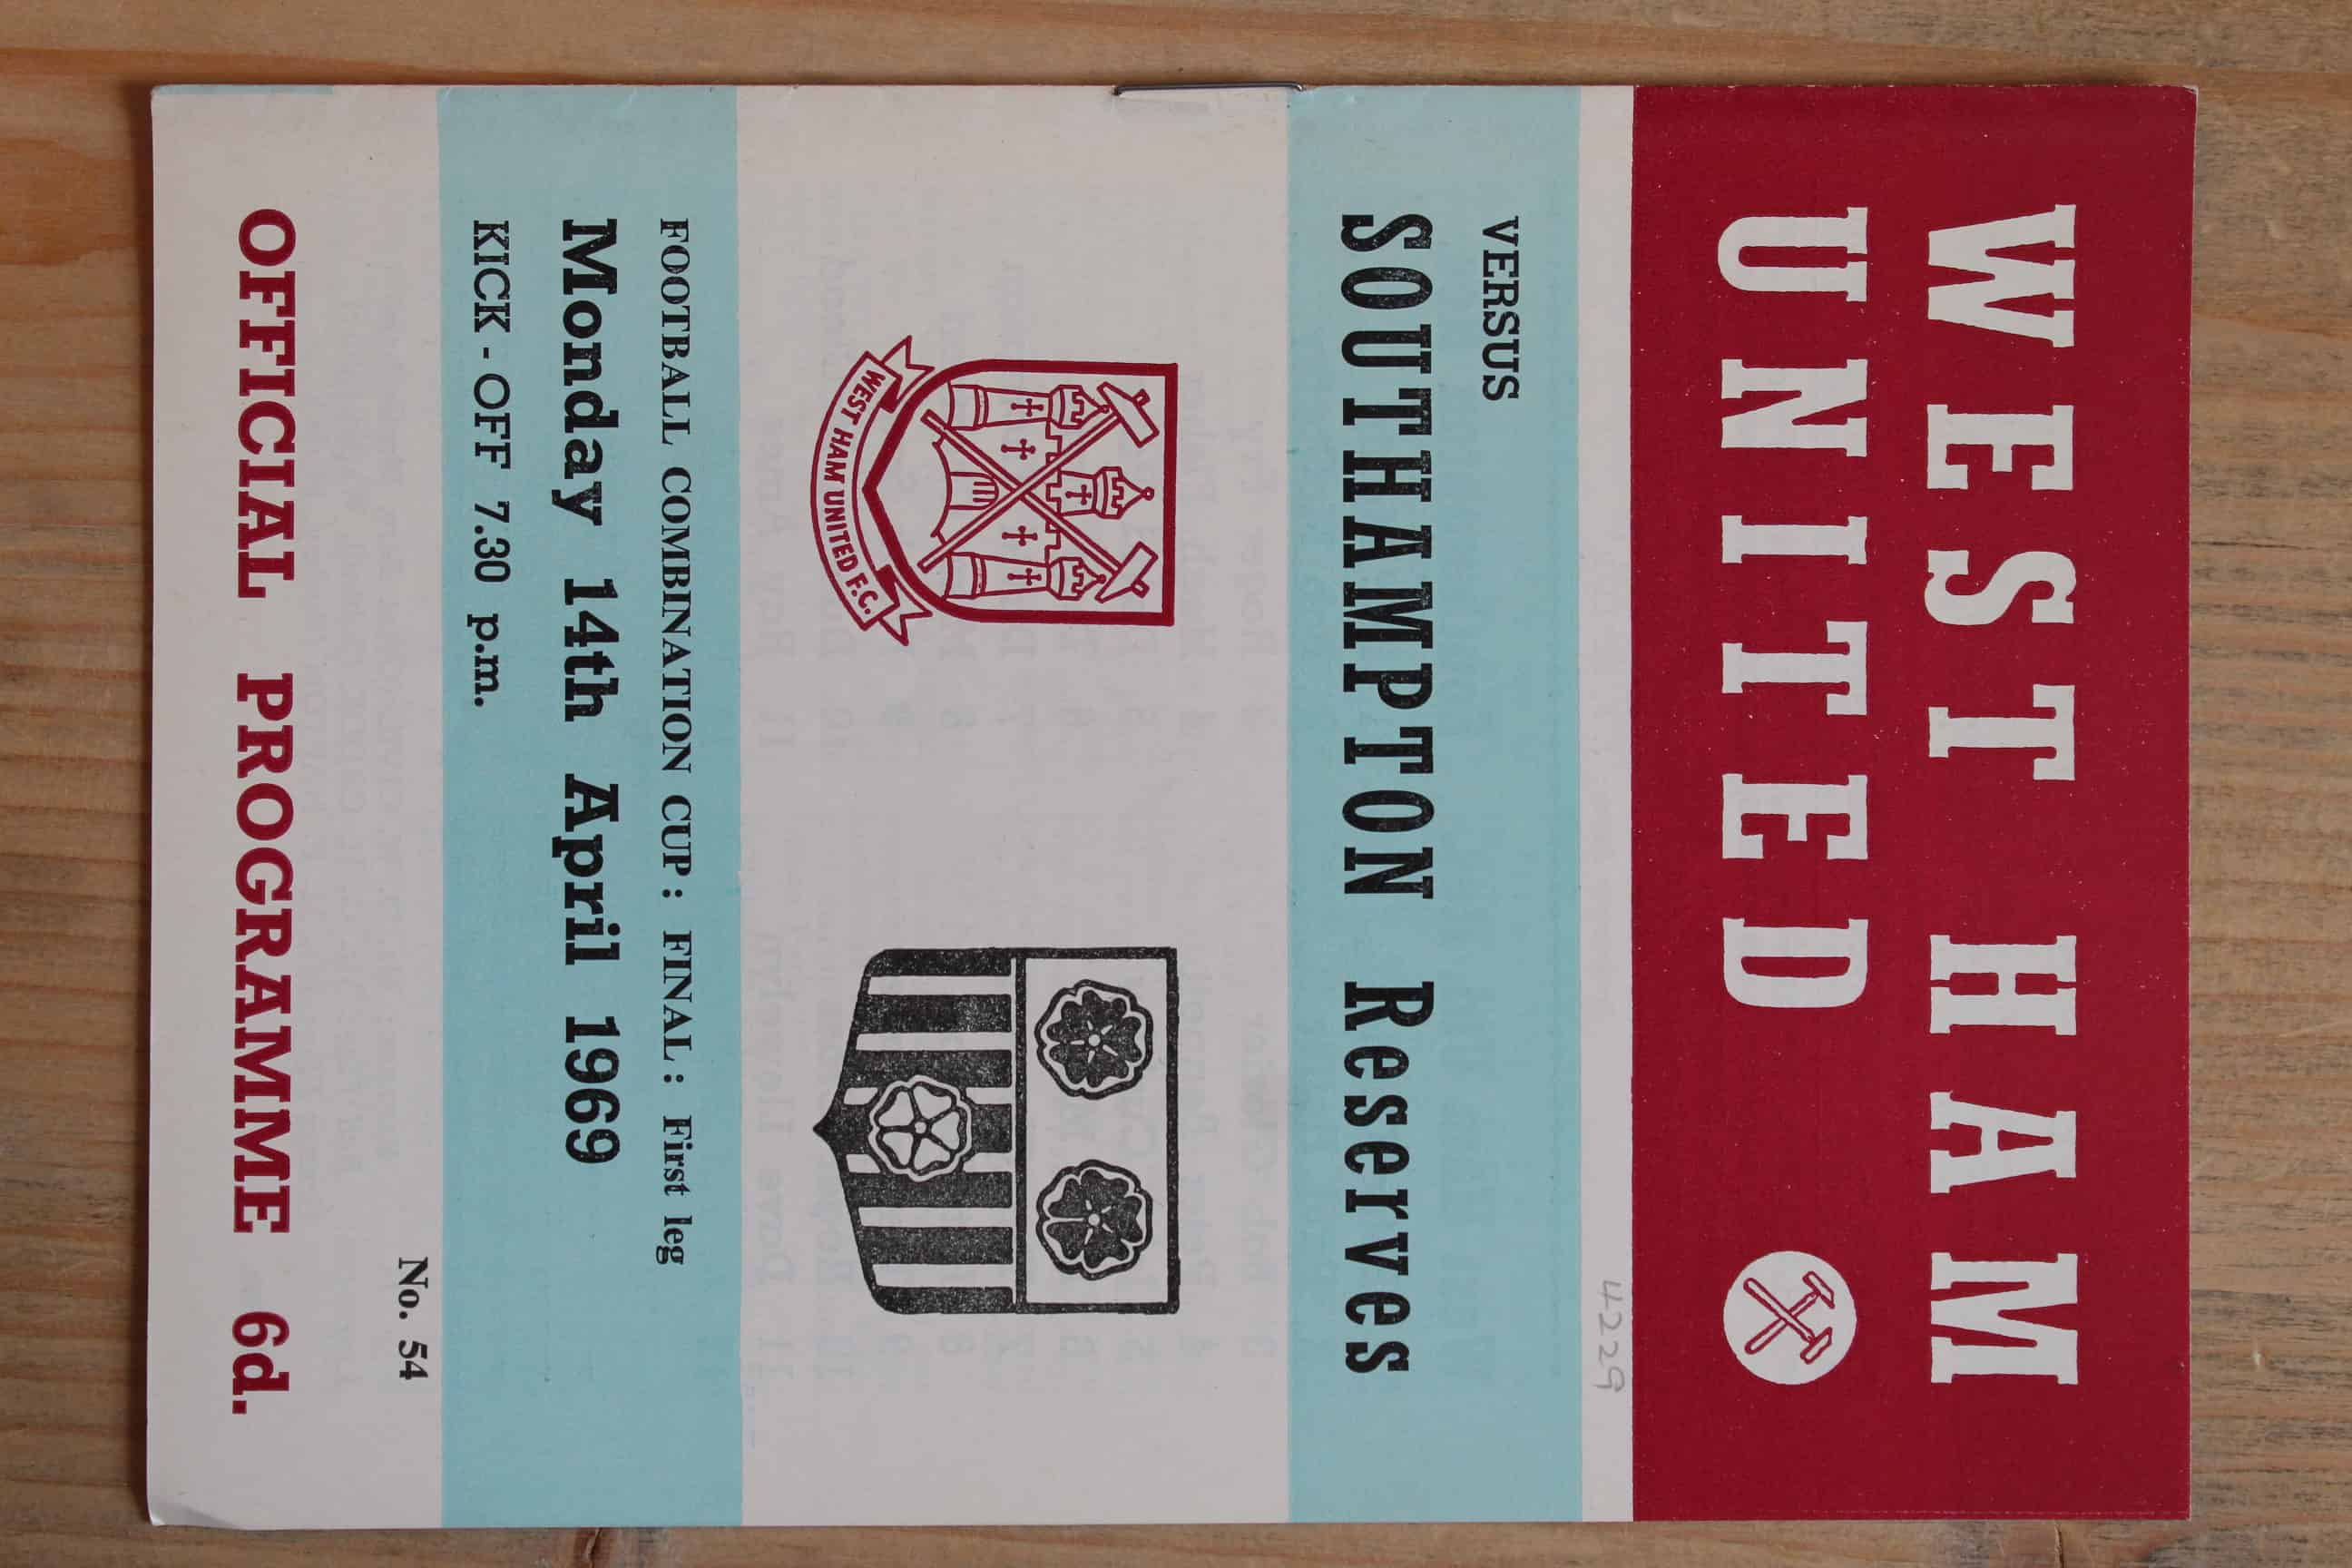 WEST HAM
UNITED
4229
VERSUS
SOUTHAMPTON Reserves
WEST HAM UNITED F.C.
FOOTBALL COMBINATION CUP : FINAL : First leg
Monday 14th April 1969
KICK - OFF 7.30 p.m.
No. 54
OFFICIAL PROGRAMME 6d.